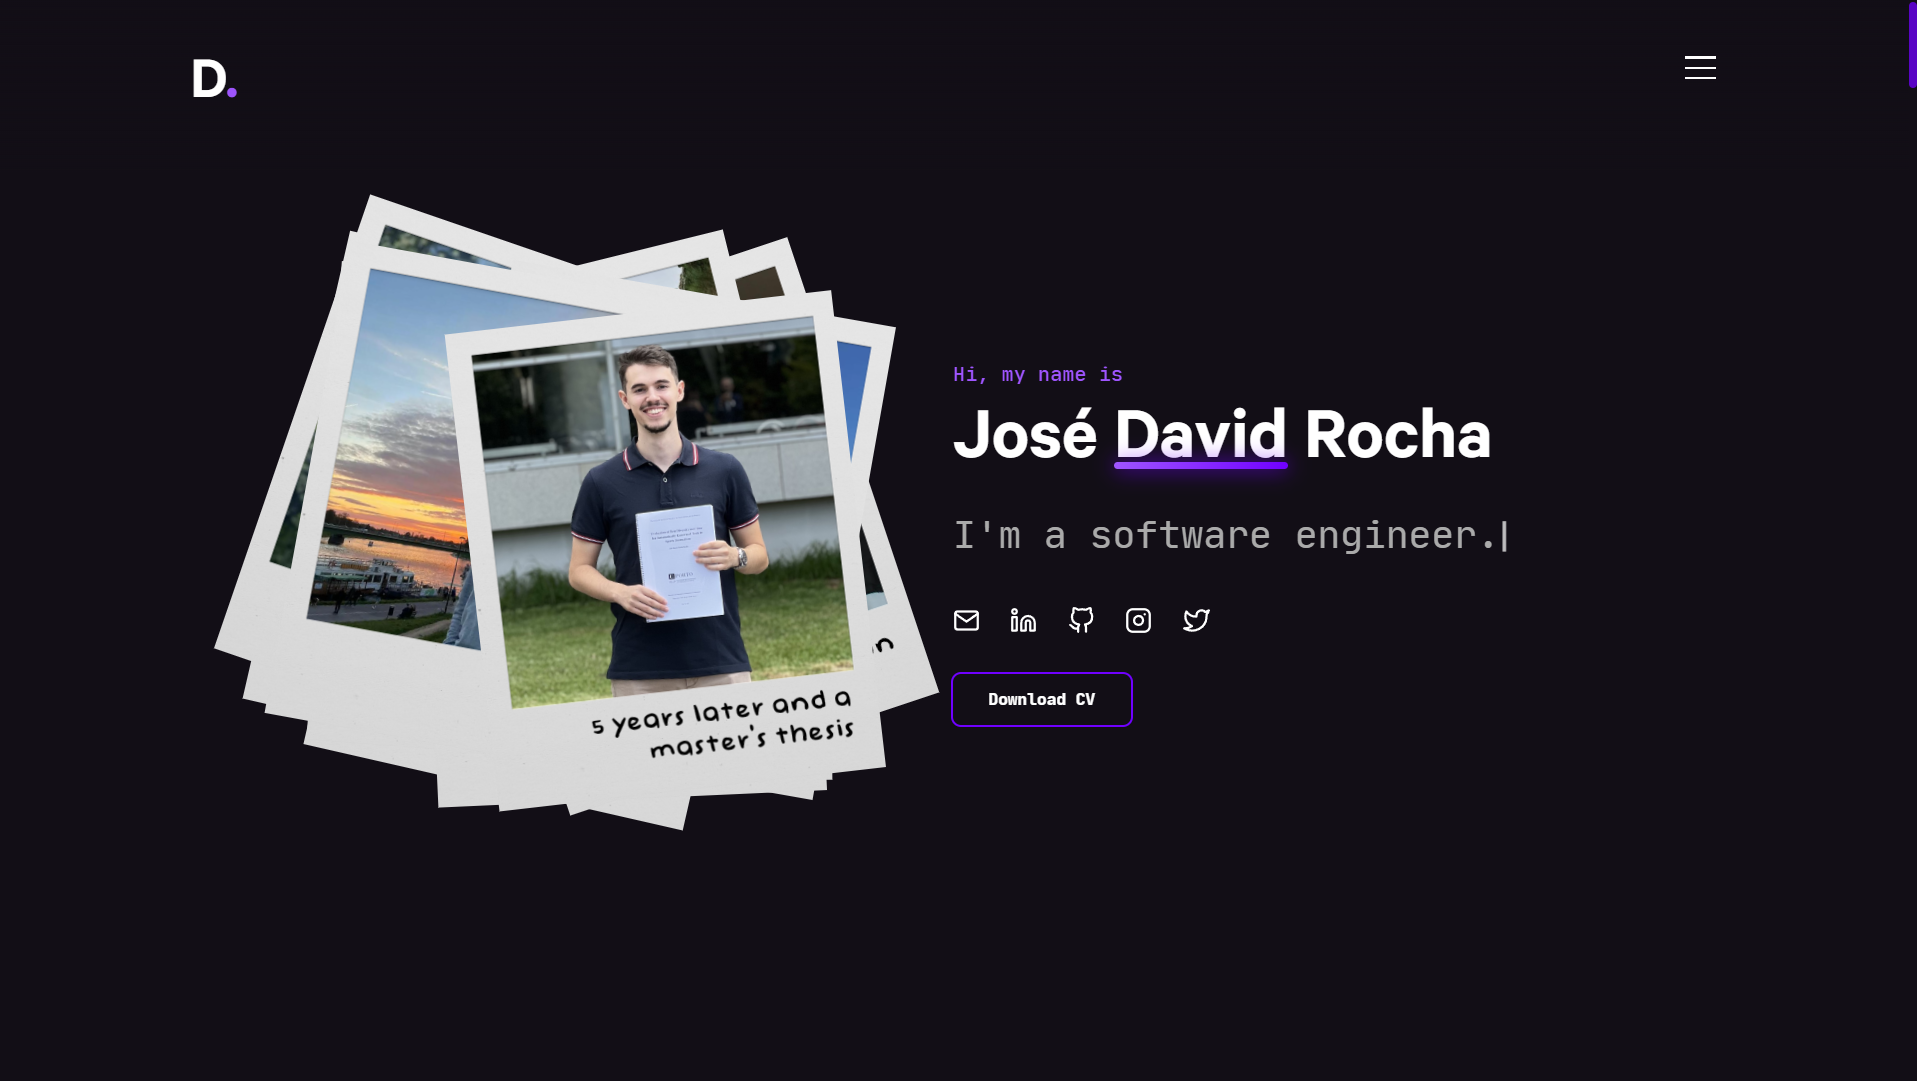 D.
Hi, my name is
José David Rocha
I'm a software engineer.
Download CV
5 years later and a
master's thesis